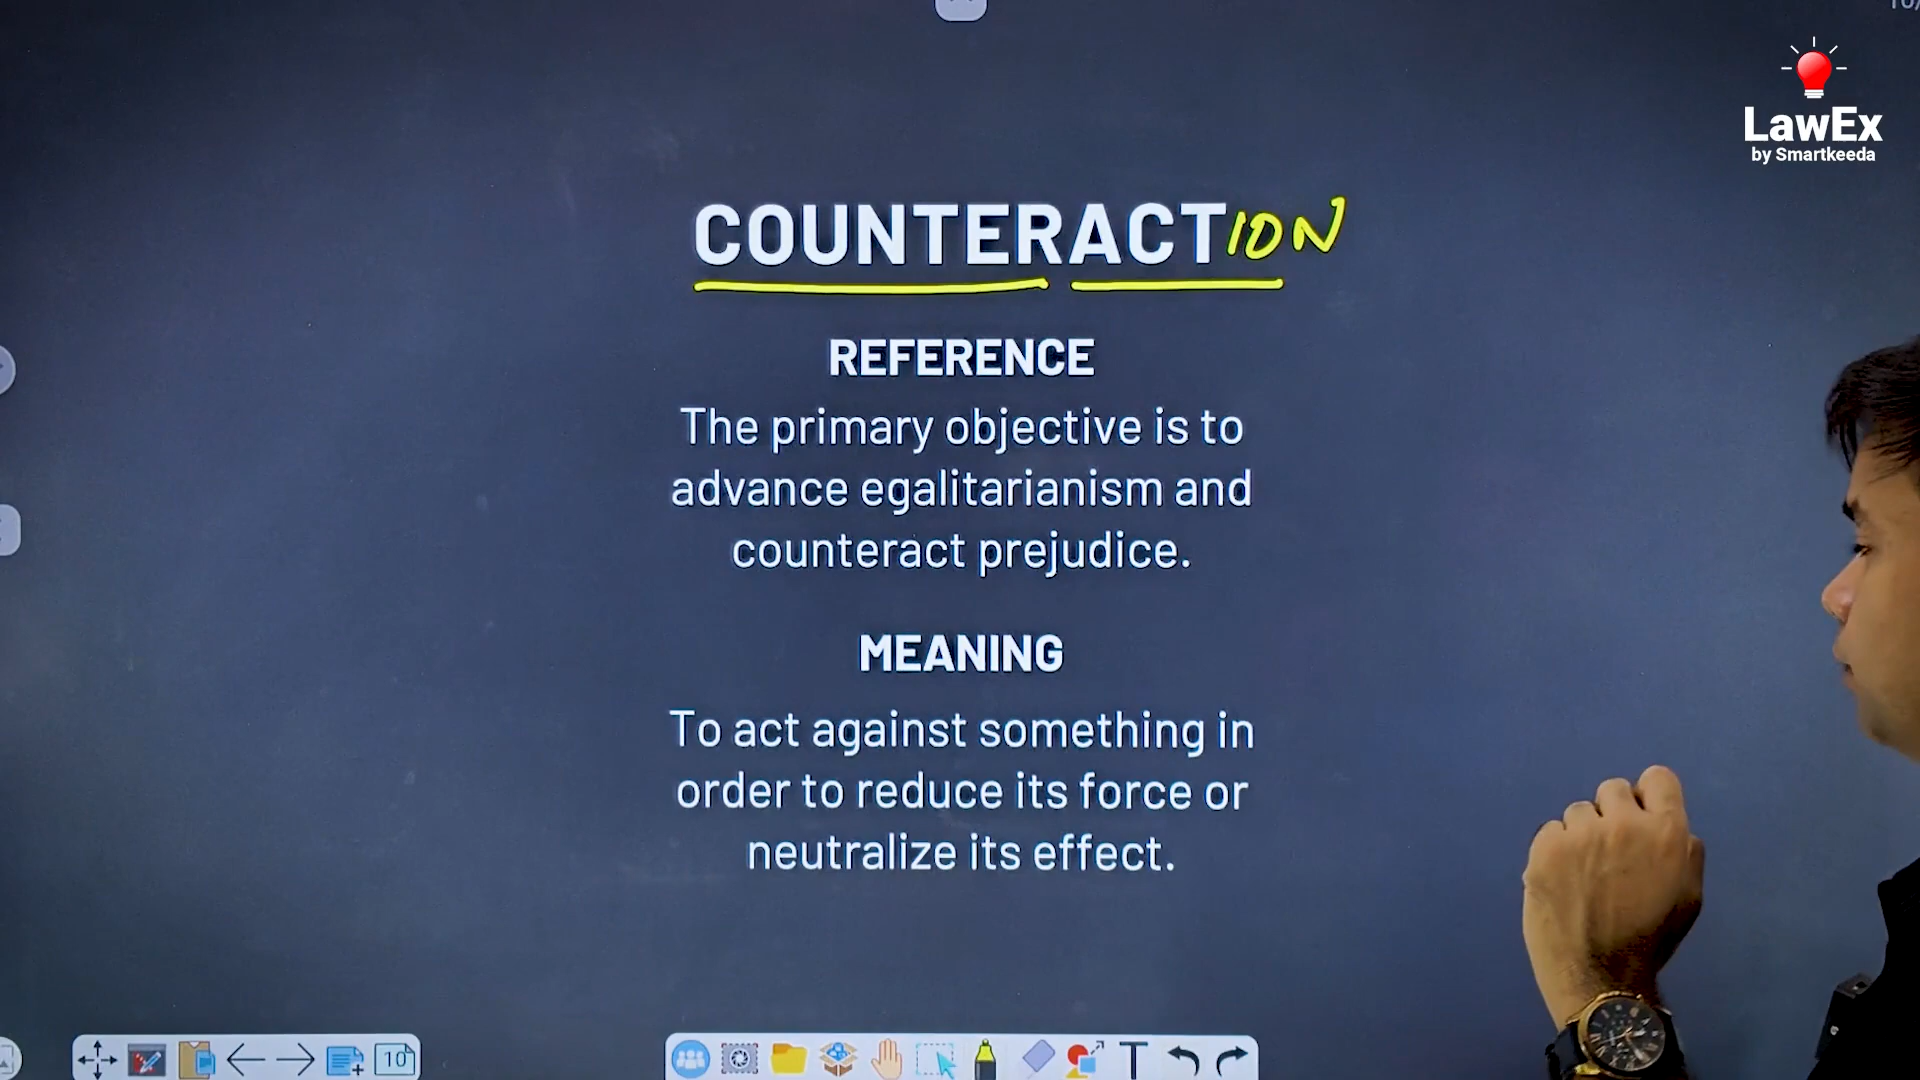 LawEx
by Smartkeeda
COUNTERACTION
REFERENCE
The primary objective is to
advance egalitarianism and
counteract prejudice.
MEANING
To act against something in
order to reduce its force or
neutralize its effect.
10
T